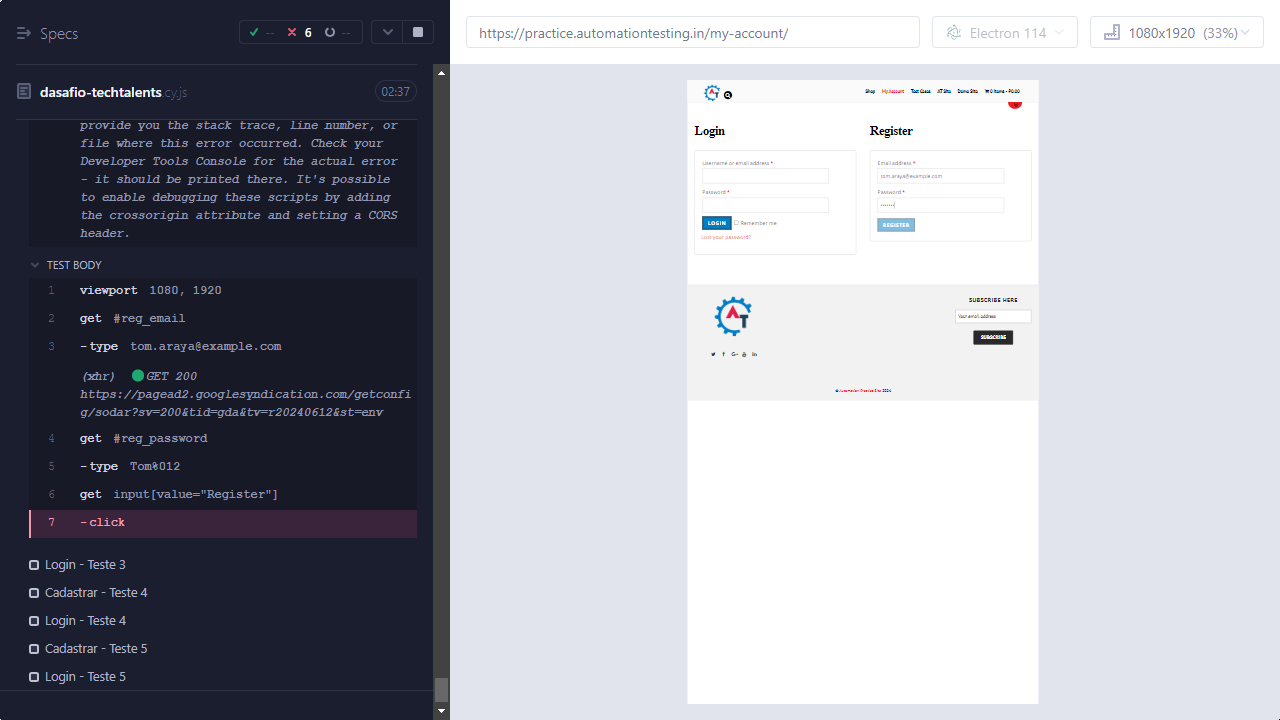 Specs
-- 6 --
dasafio-techtalents.cy.js 02:37
provide you the stack trace, line number, or
file where this error occurred. Check your
Developer Tools Console for the actual error
- it should be printed there. It's possible
to enable debugging these scripts by adding
the crossorigin attribute and setting a CORS
header.
TEST BODY
1 viewport 1080, 1920
2 get #reg_email
3 -type tom.araya@example.com
(xhr) GET 200
https://pagead2.googlesyndication.com/getconfi
g/sodar?sv=200&tid=gda&tv=r20240612&st=env
4 get #reg_password
5 -type Tom%012
6 get input[value="Register"]
7 -click
Login - Teste 3
Cadastrar - Teste 4
Login - Teste 4
Cadastrar - Teste 5
Login - Teste 5
https://practice.automationtesting.in/my-account/
Electron 114
1080x1920 (33%)
Shop My Account Test Cases AT Site Demo Site 0 Items - ₹0.00
Login
Username or email address *
Password *
LOGIN Remember me
Lost your password?
Register
Email address *
tom.araya@example.com
Password *
REGISTER
AT
SUBSCRIBE HERE
Your email address
SUBSCRIBE
© Automation Practice Site 2024